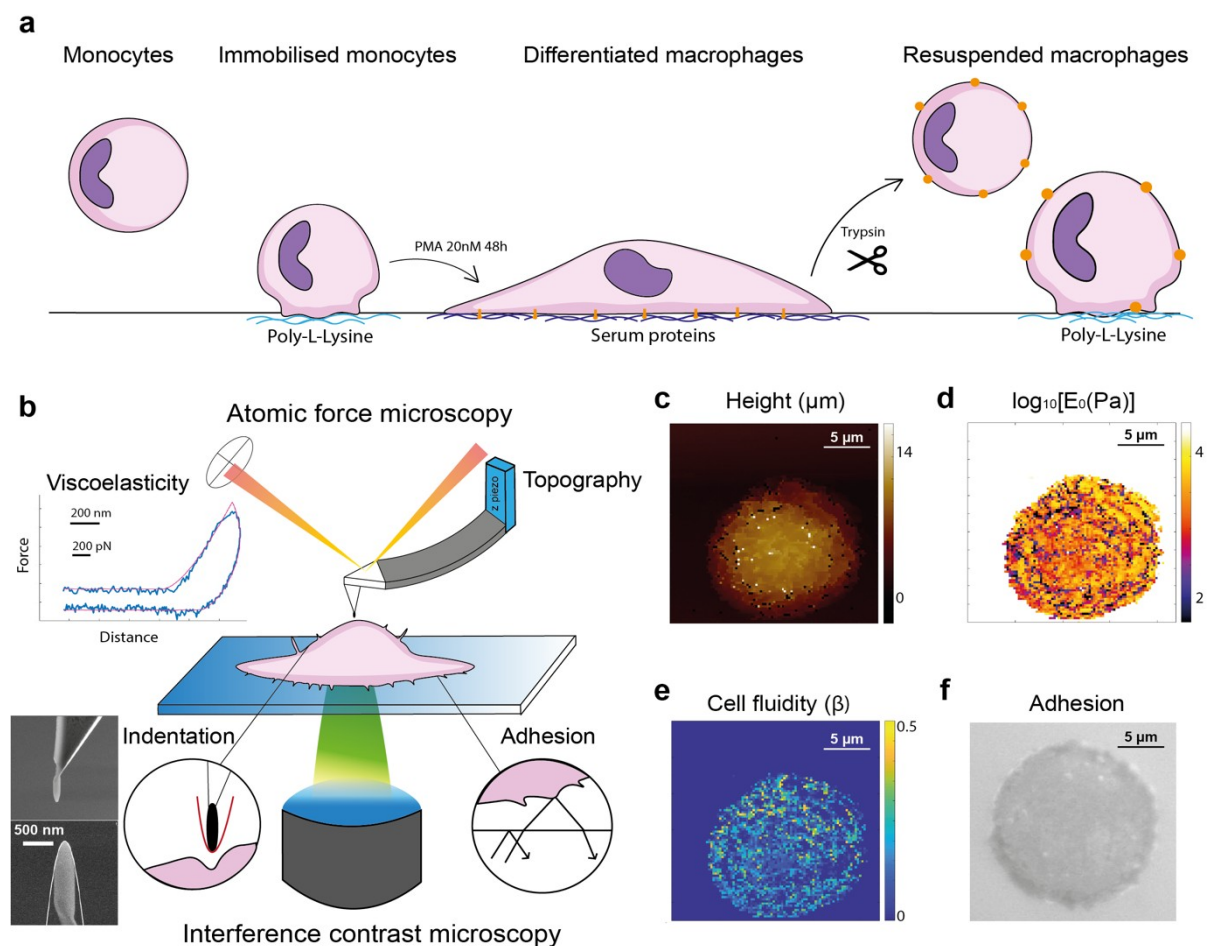 a
Monocytes
Immobilised monocytes
Differentiated macrophages
Resuspended macrophages
PMA 20nM 48h
Trypsin
Poly-L-Lysine
Serum proteins
Poly-L-Lysine
b
Atomic force microscopy
Viscoelasticity
200 nm
200 pN
Force
Distance
z piezo
Topography
Indentation
Adhesion
500 nm
Interference contrast microscopy
c
Height (µm)
5 µm
14
0
d
log₁₀[E₀(Pa)]
5 µm
4
2
e
Cell fluidity (β)
5 µm
0.5
0
f
Adhesion
5 µm